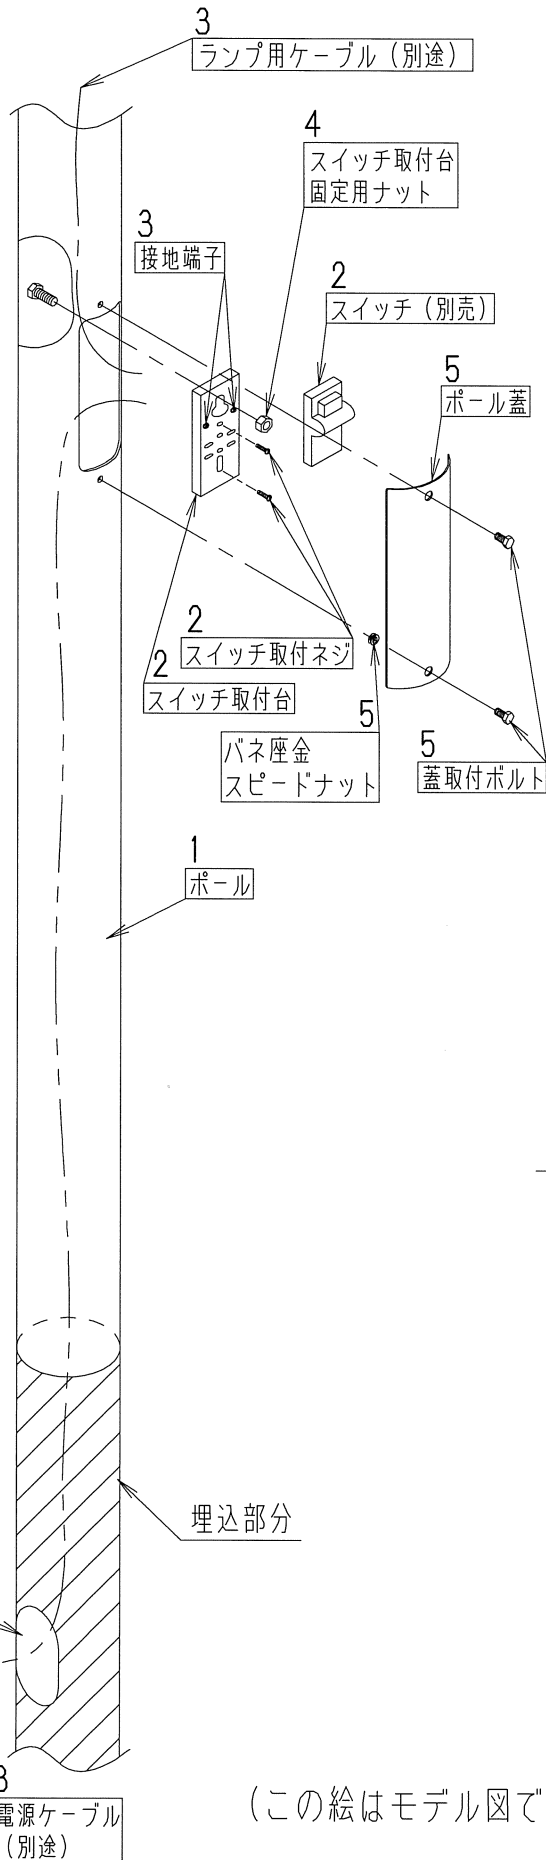 3
ランプ用ケーブル（別途）
4
スイッチ取付台
固定用ナット
3
接地端子
2
スイッチ（別売）
5
ポール蓋
2
スイッチ取付ネジ
2
スイッチ取付台
5
バネ座金
スピードナット
5
蓋取付ボルト
1
ポール
埋込部分
3
電源ケーブル
（別途）
（この絵はモデル図で